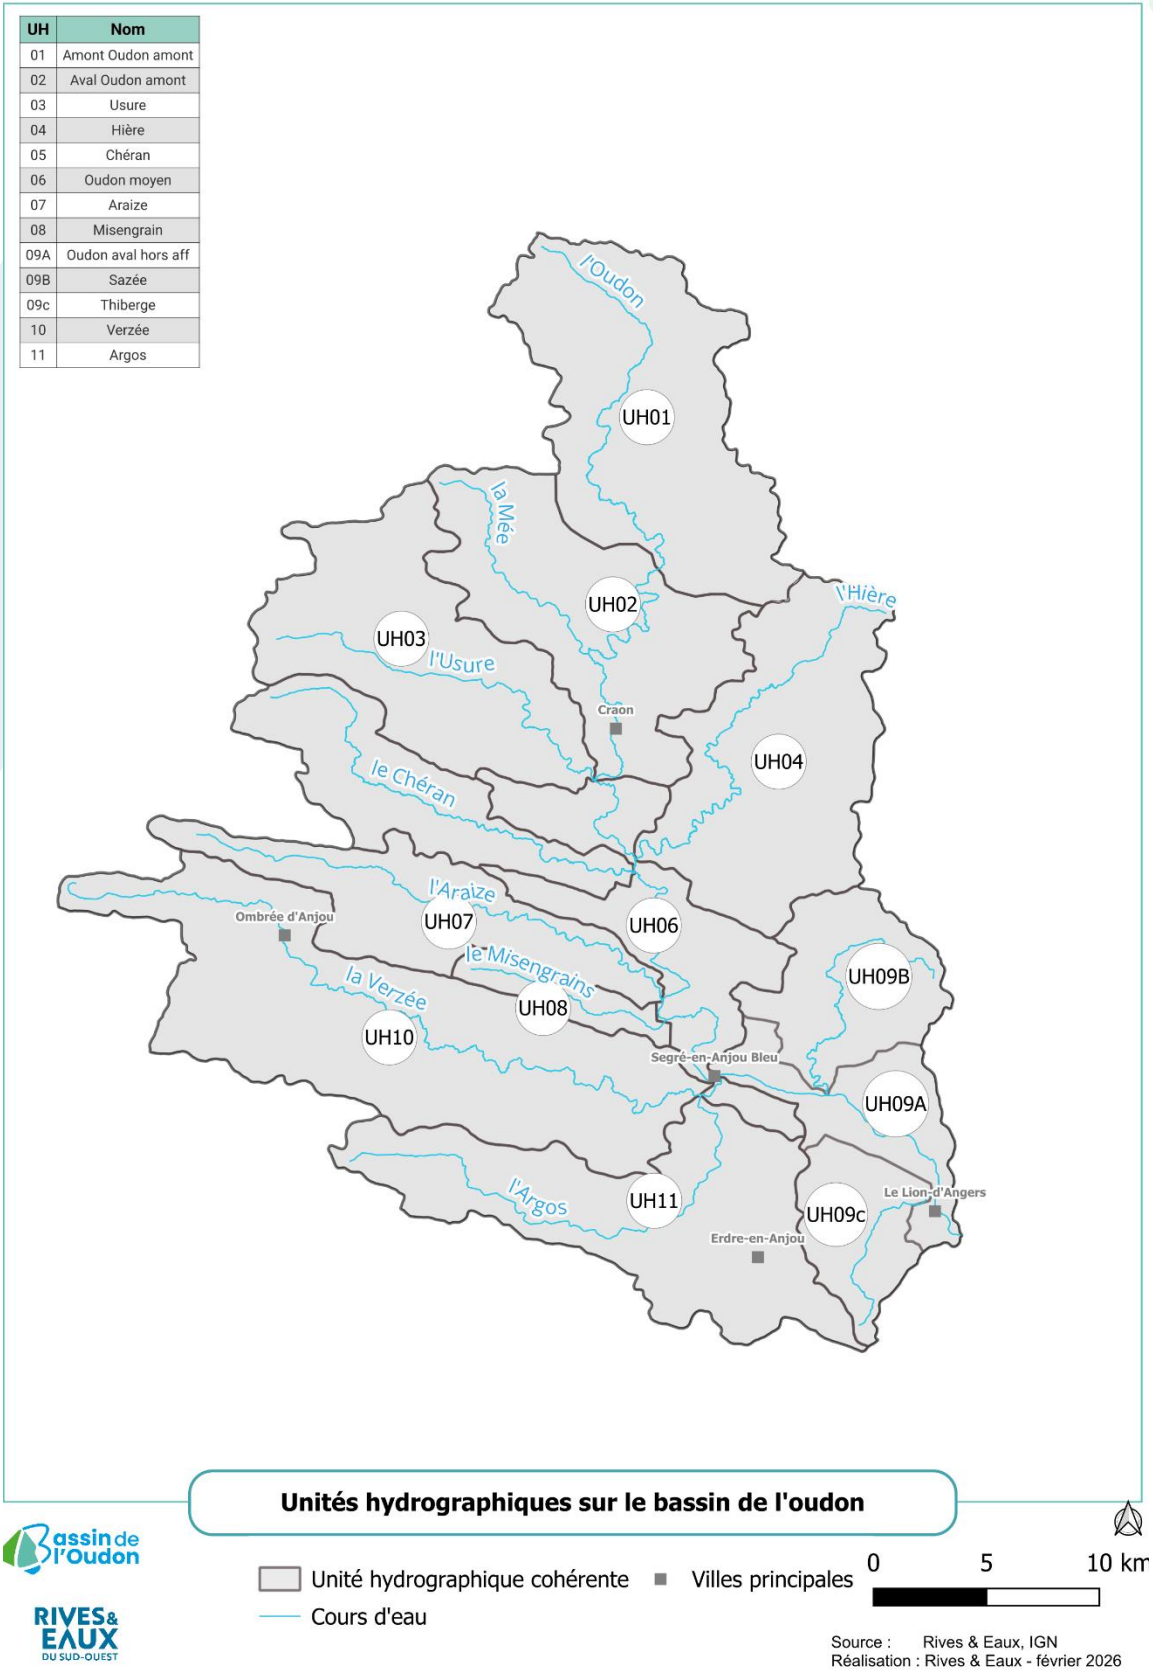 UH Nom
01 Amont Oudon amont
02 Aval Oudon amont
03 Usure
04 Hière
05 Chéran
06 Oudon moyen
07 Araize
08 Misengrain
09A Oudon aval hors aff
09B Sazée
09c Thiberge
10 Verzée
11 Argos
l'Oudon
UH01
la Mée
l'Hière
UH02
UH03
l'Usure
Craon
UH04
le Chéran
l'Araize
Ombrée d'Anjou
UH07
UH06
le Misengrains
UH09B
la Verzée
UH08
UH10
Segré-en-Anjou Bleu
UH09A
l'Argos
UH11
Le Lion-d'Angers
UH09c
Erdre-en-Anjou
Unités hydrographiques sur le bassin de l'oudon
Bassin de
l'Oudon
RIVES&
EAUX
DU SUD-OUEST
Unité hydrographique cohérente
Villes principales
Cours d'eau
0 5 10 km
Source : Rives & Eaux, IGN
Réalisation : Rives & Eaux - février 2026